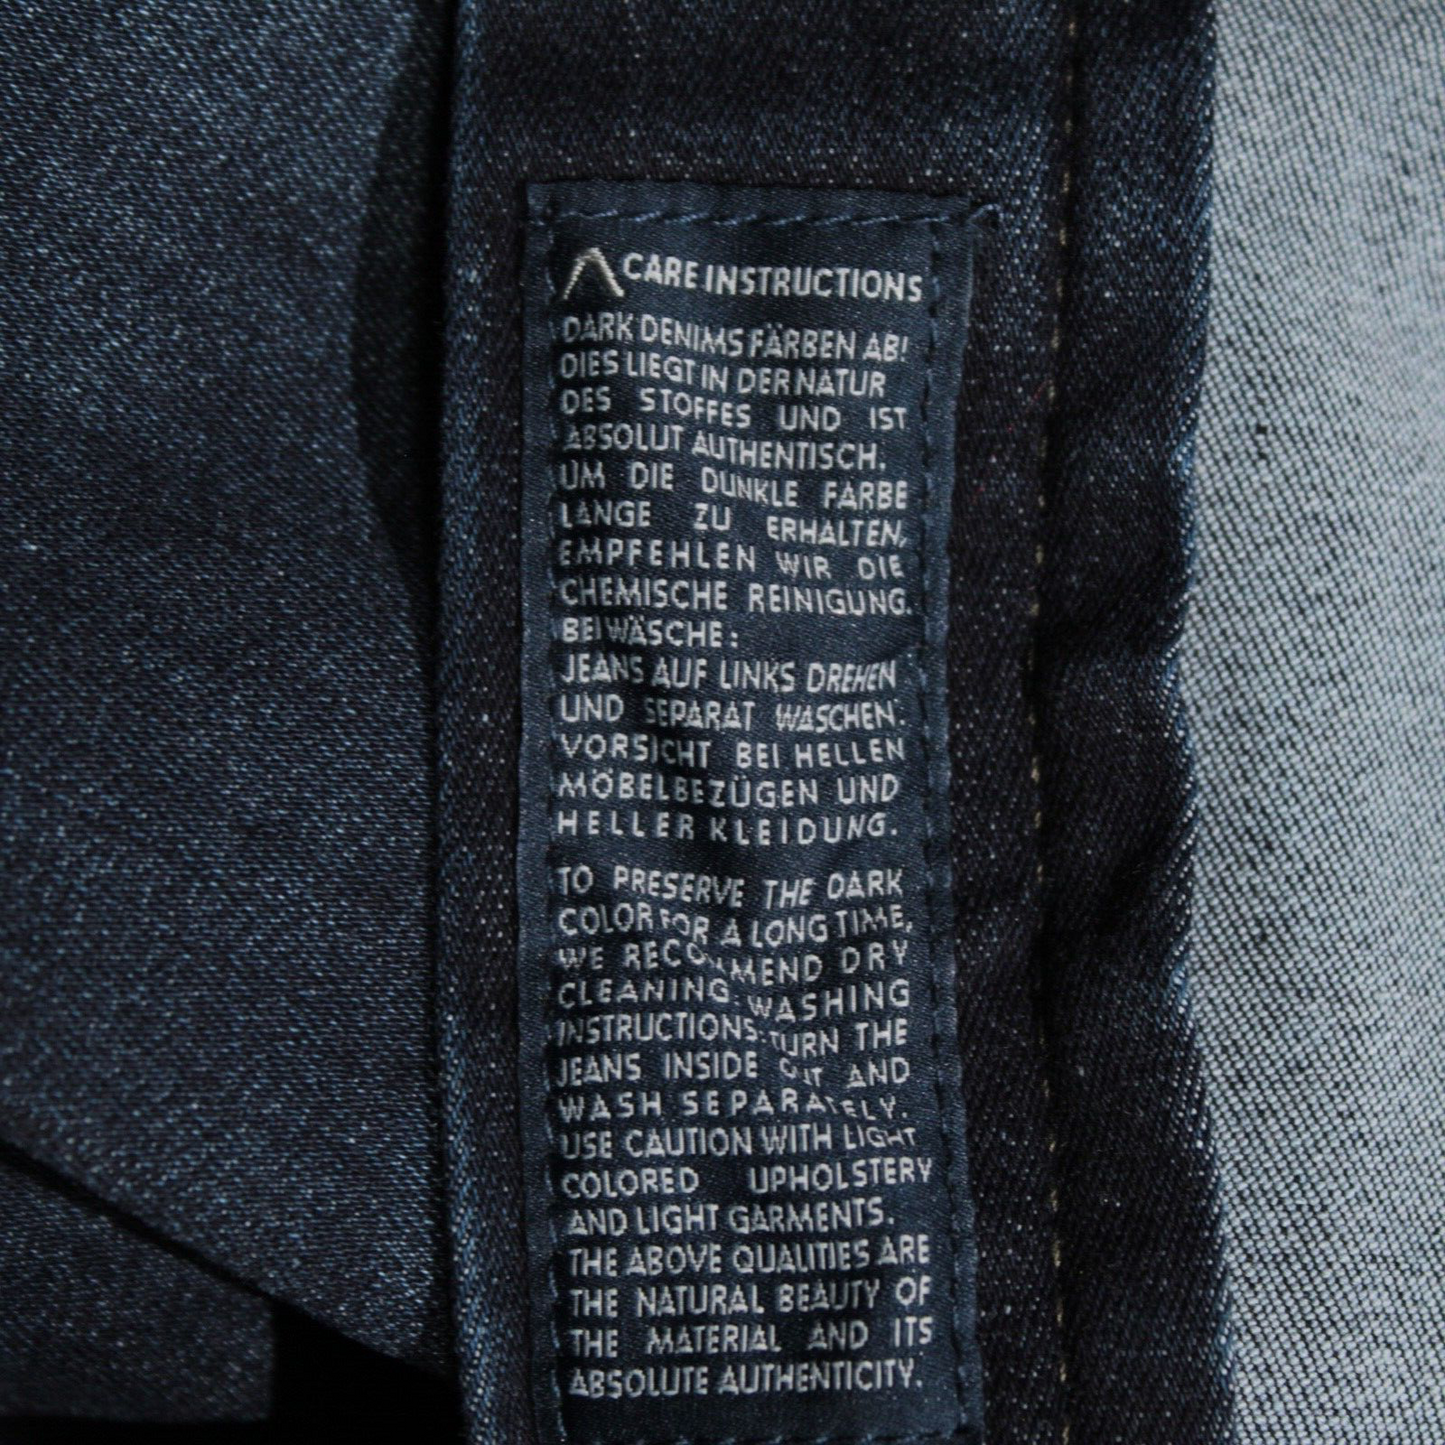 CARE INSTRUCTIONS
DARK DENIMS FÄRBEN AB!
DIES LIEGT IN DER NATUR
DES STOFFES UND IST
ABSOLUT AUTHENTISCH.
UM DIE DUNKLE FARBE
LANGE ZU ERHALTEN,
EMPFEHLEN WIR DIE
CHEMISCHE REINIGUNG.
BEI WÄSCHE:
JEANS AUF LINKS DREHEN
UND SEPARAT WASCHEN.
VORSICHT BEI HELLEN
MÖBELBEZÜGEN UND
HELLER KLEIDUNG.
TO PRESERVE THE DARK
COLOR FOR A LONG TIME,
WE RECOMMEND DRY
CLEANING. WASHING
INSTRUCTIONS: TURN THE
JEANS INSIDE OUT AND
WASH SEPARATELY.
USE CAUTION WITH LIGHT
COLORED UPHOLSTERY
AND LIGHT GARMENTS.
THE ABOVE QUALITIES ARE
THE NATURAL BEAUTY OF
THE MATERIAL AND ITS
ABSOLUTE AUTHENTICITY.